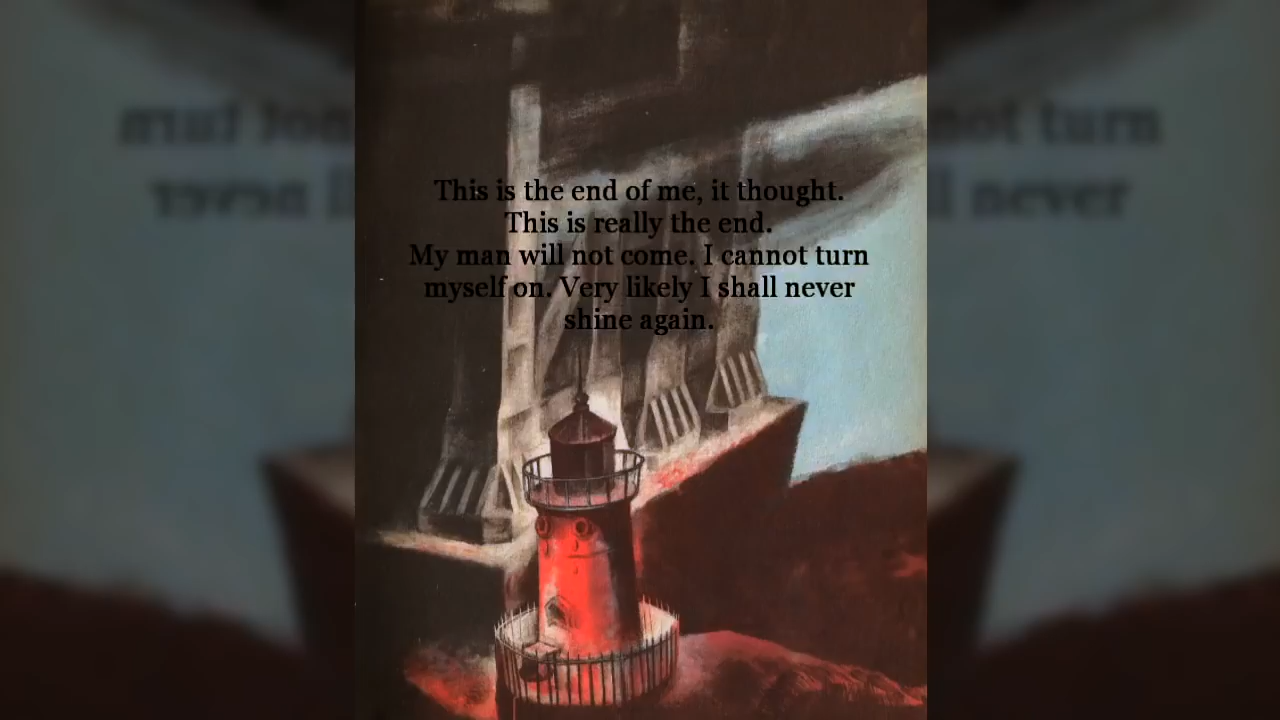 This is the end of me, it thought.
This is really the end.
My man will not come. I cannot turn
myself on. Very likely I shall never
shine again.